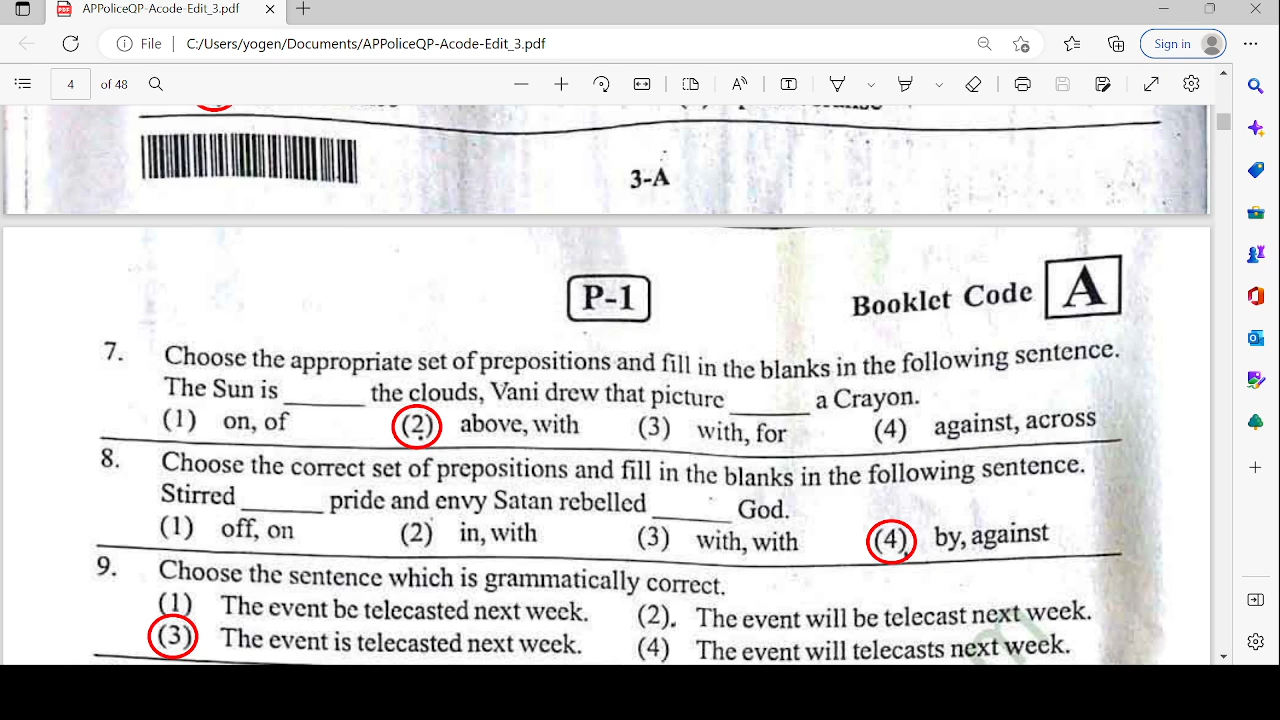 APPoliceQP-Acode-Edit_3.pdf
File C:/Users/yogen/Documents/APPoliceQP-Acode-Edit_3.pdf
Sign in
4 of 48
3-A
P-1
Booklet Code A
7. Choose the appropriate set of prepositions and fill in the blanks in the following sentence.
The Sun is ______ the clouds, Vani drew that picture ______ a Crayon.
(1) on, of (2) above, with (3) with, for (4) against, across
8. Choose the correct set of prepositions and fill in the blanks in the following sentence.
Stirred ______ pride and envy Satan rebelled ______ God.
(1) off, on (2) in, with (3) with, with (4) by, against
9. Choose the sentence which is grammatically correct.
(1) The event be telecasted next week. (2). The event will be telecast next week.
(3) The event is telecasted next week. (4) The event will telecasts next week.